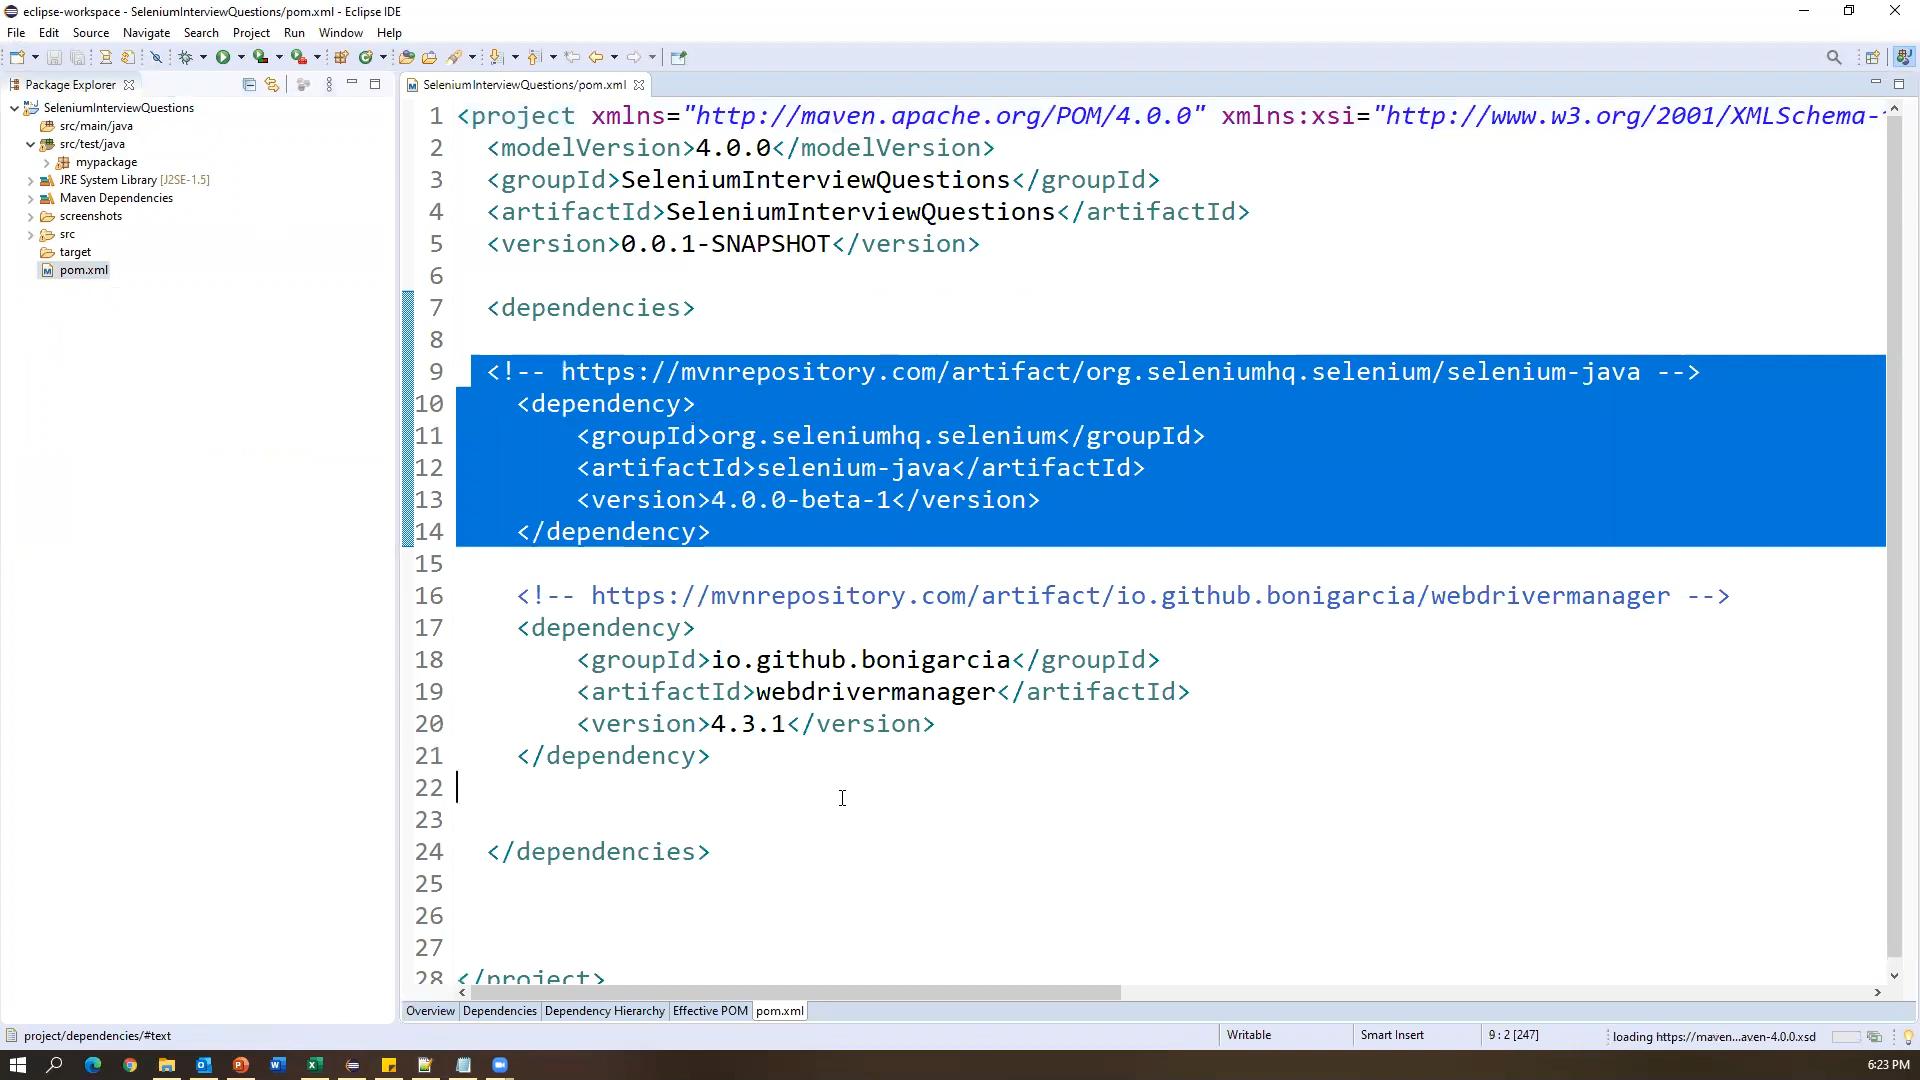 eclipse-workspace - SeleniumInterviewQuestions/pom.xml - Eclipse IDE
File Edit Source Navigate Search Project Run Window Help
Package Explorer
SeleniumInterviewQuestions/pom.xml
SeleniumInterviewQuestions
src/main/java
src/test/java
mypackage
JRE System Library [J2SE-1.5]
Maven Dependencies
screenshots
src
target
pom.xml
1 <project xmlns="http://maven.apache.org/POM/4.0.0" xmlns:xsi="http://www.w3.org/2001/XMLSchema-
2 <modelVersion>4.0.0</modelVersion>
3 <groupId>SeleniumInterviewQuestions</groupId>
4 <artifactId>SeleniumInterviewQuestions</artifactId>
5 <version>0.0.1-SNAPSHOT</version>
6
7 <dependencies>
8
9 <!-- https://mvnrepository.com/artifact/org.seleniumhq.selenium/selenium-java -->
10 <dependency>
11 <groupId>org.seleniumhq.selenium</groupId>
12 <artifactId>selenium-java</artifactId>
13 <version>4.0.0-beta-1</version>
14 </dependency>
15
16 <!-- https://mvnrepository.com/artifact/io.github.bonigarcia/webdrivermanager -->
17 <dependency>
18 <groupId>io.github.bonigarcia</groupId>
19 <artifactId>webdrivermanager</artifactId>
20 <version>4.3.1</version>
21 </dependency>
22
23
24 </dependencies>
25
26
27
28 </project>
Overview Dependencies Dependency Hierarchy Effective POM pom.xml
project/dependencies/#text Writable Smart Insert 9 : 2 [247] loading https://maven...aven-4.0.0.xsd
6:23 PM